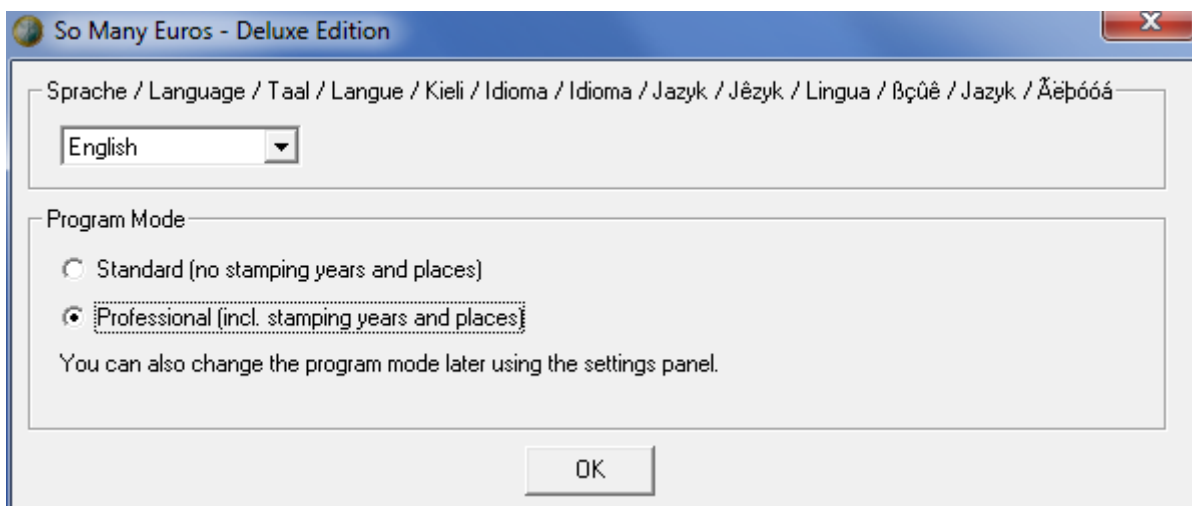 So Many Euros - Deluxe Edition
Sprache / Language / Taal / Langue / Kieli / Idioma / Idioma / Jazyk / Jêzyk / Lingua / ßçûê / Jazyk / Ãëþóóá
English
Program Mode
Standard (no stamping years and places)
Professional (incl. stamping years and places)
You can also change the program mode later using the settings panel.
OK